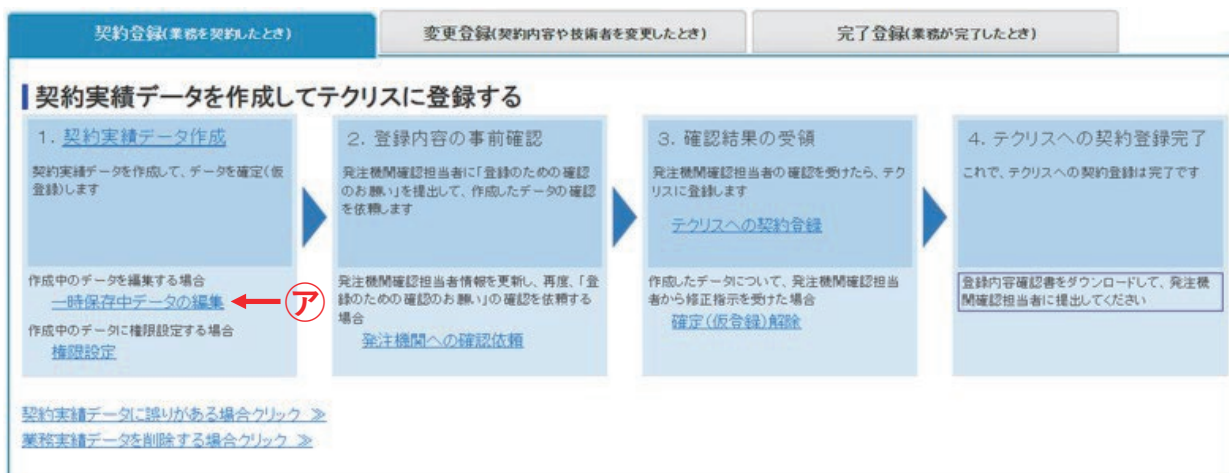 契約登録(業務を契約したとき)
変更登録(契約内容や技術者を変更したとき)
完了登録(業務が完了したとき)
契約実績データを作成してテクリスに登録する
1. 契約実績データ作成
契約実績データを作成して、データを確定(仮
登録)します
作成中のデータを編集する場合
一時保存中データの編集
ア
作成中のデータに権限設定する場合
権限設定
2. 登録内容の事前確認
発注機関確認担当者に「登録のための確認
のお願い」を提出して、作成したデータの確認
を依頼します
発注機関確認担当者情報を更新し、再度、「登
録のための確認のお願い」の確認を依頼する
場合
発注機関への確認依頼
3. 確認結果の受領
発注機関確認担当者の確認を受けたら、テク
リスに登録します
テクリスへの契約登録
作成したデータについて、発注機関確認担当
者から修正指示を受けた場合
確定(仮登録)解除
4. テクリスへの契約登録完了
これで、テクリスへの契約登録は完了です
登録内容確認書をダウンロードして、発注機
関確認担当者に提出してください
契約実績データに誤りがある場合クリック ≫
業務実績データを削除する場合クリック ≫